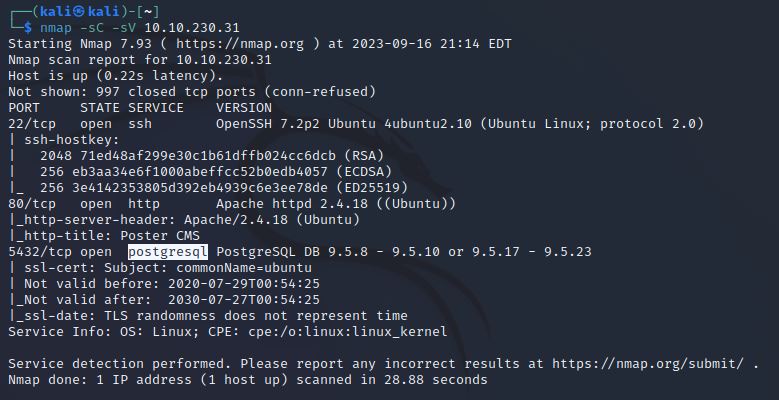 ┌──(kali㉿kali)-[~]
└─$ nmap -sC -sV 10.10.230.31
Starting Nmap 7.93 ( https://nmap.org ) at 2023-09-16 21:14 EDT
Nmap scan report for 10.10.230.31
Host is up (0.22s latency).
Not shown: 997 closed tcp ports (conn-refused)
PORT     STATE SERVICE    VERSION
22/tcp   open  ssh        OpenSSH 7.2p2 Ubuntu 4ubuntu2.10 (Ubuntu Linux; protocol 2.0)
| ssh-hostkey:
|   2048 71ed48af299e30c1b61dffb024cc6dcb (RSA)
|   256 eb3aa34e6f1000abeffcc52b0edb4057 (ECDSA)
|_  256 3e4142353805d392eb4939c6e3ee78de (ED25519)
80/tcp   open  http       Apache httpd 2.4.18 ((Ubuntu))
|_http-server-header: Apache/2.4.18 (Ubuntu)
|_http-title: Poster CMS
5432/tcp open  postgresql PostgreSQL DB 9.5.8 - 9.5.10 or 9.5.17 - 9.5.23
| ssl-cert: Subject: commonName=ubuntu
| Not valid before: 2020-07-29T00:54:25
|_Not valid after:  2030-07-27T00:54:25
|_ssl-date: TLS randomness does not represent time
Service Info: OS: Linux; CPE: cpe:/o:linux:linux_kernel

Service detection performed. Please report any incorrect results at https://nmap.org/submit/ .
Nmap done: 1 IP address (1 host up) scanned in 28.88 seconds